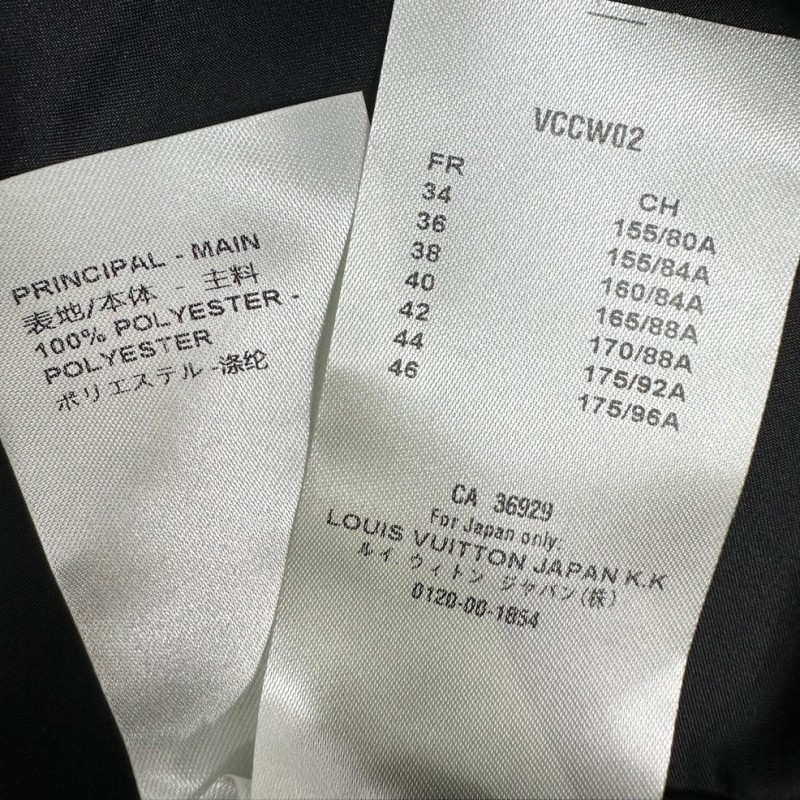 PRINCIPAL - MAIN
表地/本体 - 主料
100% POLYESTER -
POLYESTER
ポリエステル -涤纶
VCCW02
FR
34
36
38
40
42
44
46
CH
155/80A
155/84A
160/84A
165/88A
170/88A
175/92A
175/96A
CA 36929
For Japan only.
LOUIS VUITTON JAPAN K.K
ルイ ヴィトン ジャパン(株)
0120-00-1854